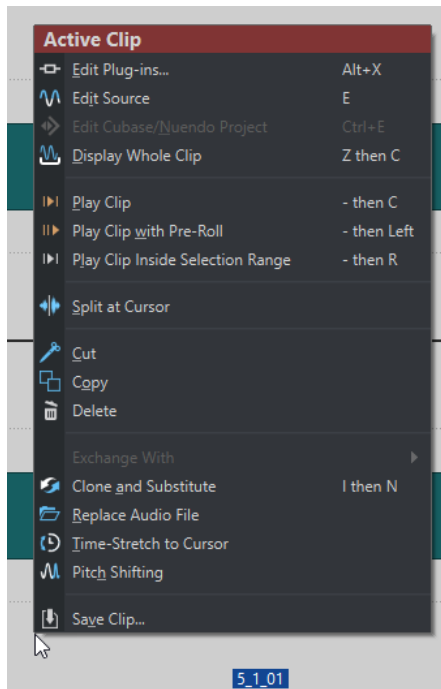 Active Clip
Edit Plug-ins... Alt+X
Edit Source E
Edit Cubase/Nuendo Project Ctrl+E
Display Whole Clip Z then C
Play Clip - then C
Play Clip with Pre-Roll - then Left
Play Clip Inside Selection Range - then R
Split at Cursor
Cut
Copy
Delete
Exchange With
Clone and Substitute I then N
Replace Audio File
Time-Stretch to Cursor
Pitch Shifting
Save Clip...
5_1_01